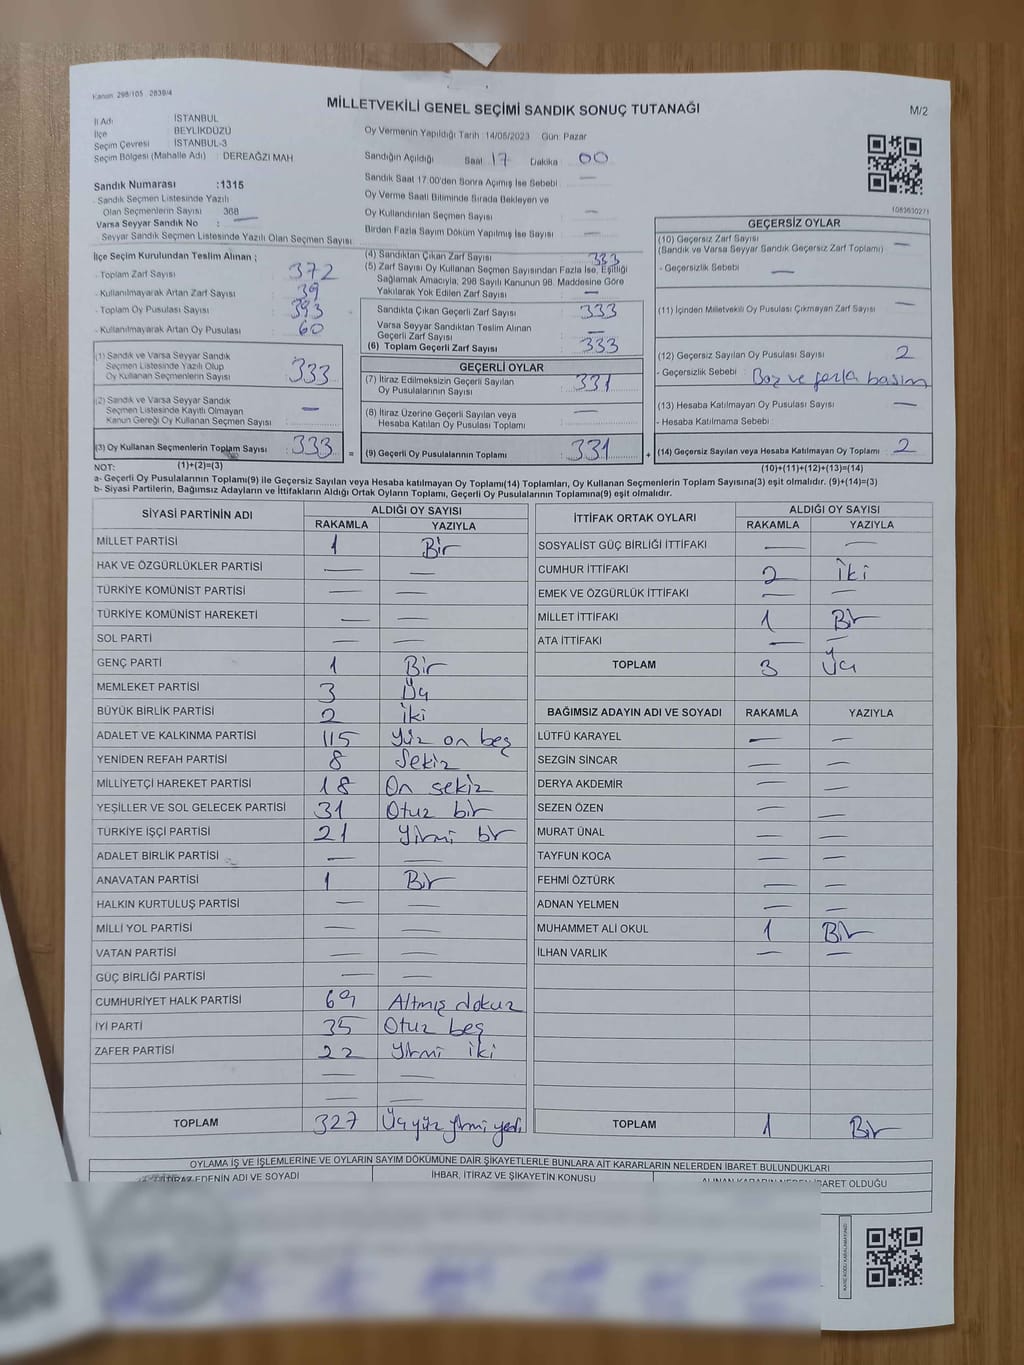 Kanun 298/105 2839/4
MİLLETVEKİLİ GENEL SEÇİMİ SANDIK SONUÇ TUTANAĞI
M/2
İl Adı İSTANBUL
İlçe BEYLİKDÜZÜ
Seçim Çevresi İSTANBUL-3
Seçim Bölgesi (Mahalle Adı) : DEREAĞZI MAH
Sandık Numarası :1315
Sandık Seçmen Listesinde Yazılı
Olan Seçmenlerin Sayısı 368
Varsa Seyyar Sandık No : —
Seyyar Sandık Seçmen Listesinde Yazılı Olan Seçmen Sayısı
Oy Vermenin Yapıldığı Tarih 14/05/2023 Gün: Pazar
Sandığın Açıldığı Saat 17 Dakika 00
Sandık Saat 17:00'den Sonra Açılmış İse Sebebi : —
Oy Verme Saati Bitiminde Sırada Bekleyen ve
Oy Kullandırılan Seçmen Sayısı : —
Birden Fazla Sayım Döküm Yapılmış İse Sayısı : —
1083630271
İlçe Seçim Kurulundan Teslim Alınan ;
- Toplam Zarf Sayısı : 372
- Kullanılmayarak Artan Zarf Sayısı : 39
- Toplam Oy Pusulası Sayısı : 393
- Kullanılmayarak Artan Oy Pusulası : 60
(1) Sandık ve Varsa Seyyar Sandık
Seçmen Listesinde Yazılı Olup
Oy Kullanan Seçmenlerin Sayısı : 333
(2) Sandık ve Varsa Seyyar Sandık
Seçmen Listesinde Kayıtlı Olmayan
Kanun Gereği Oy Kullanan Seçmen Sayısı : —
(3) Oy Kullanan Seçmenlerin Toplam Sayısı : 333 =
(1)+(2)=(3)
(4) Sandıktan Çıkan Zarf Sayısı : 333
(5) Zarf Sayısı Oy Kullanan Seçmen Sayısından Fazla İse, Eşitliği
Sağlamak Amacıyla; 298 Sayılı Kanunun 98. Maddesine Göre
Yakılarak Yok Edilen Zarf Sayısı : —
Sandıkta Çıkan Geçerli Zarf Sayısı : 333
Varsa Seyyar Sandıktan Teslim Alınan
Geçerli Zarf Sayısı : —
(6) Toplam Geçerli Zarf Sayısı : 333
GEÇERLİ OYLAR
(7) İtiraz Edilmeksizin Geçerli Sayılan
Oy Pusulalarının Sayısı : 331
(8) İtiraz Üzerine Geçerli Sayılan veya
Hesaba Katılan Oy Pusulası Toplamı : —
(9) Geçerli Oy Pusulalarının Toplamı : 331 +
GEÇERSİZ OYLAR
(10) Geçersiz Zarf Sayısı
(Sandık ve Varsa Seyyar Sandık Geçersiz Zarf Toplamı) : —
- Geçersizlik Sebebi : —
(11) İçinden Milletvekili Oy Pusulası Çıkmayan Zarf Sayısı : —
(12) Geçersiz Sayılan Oy Pusulası Sayısı : 2
- Geçersizlik Sebebi : Boz ve fazla basım
(13) Hesaba Katılmayan Oy Pusulası Sayısı : —
- Hesaba Katılmama Sebebi :
(14) Geçersiz Sayılan veya Hesaba Katılmayan Oy Toplamı : 2
(10)+(11)+(12)+(13)=(14)
NOT:
a- Geçerli Oy Pusulalarının Toplamı(9) ile Geçersiz Sayılan veya Hesaba katılmayan Oy Toplamı(14) Toplamları, Oy Kullanan Seçmenlerin Toplam Sayısına(3) eşit olmalıdır. (9)+(14)=(3)
b- Siyasi Partilerin, Bağımsız Adayların ve İttifakların Aldığı Ortak Oyların Toplamı, Geçerli Oy Pusulalarının Toplamına(9) eşit olmalıdır.
SİYASİ PARTİNİN ADI ALDIĞI OY SAYISI
RAKAMLA YAZIYLA
MİLLET PARTİSİ 1 Bir
HAK VE ÖZGÜRLÜKLER PARTİSİ — —
TÜRKİYE KOMÜNİST PARTİSİ — —
TÜRKİYE KOMÜNİST HAREKETİ — —
SOL PARTİ — —
GENÇ PARTİ 1 Bir
MEMLEKET PARTİSİ 3 Üç
BÜYÜK BİRLİK PARTİSİ 2 İki
ADALET VE KALKINMA PARTİSİ 115 Yüz on beş
YENİDEN REFAH PARTİSİ 8 Sekiz
MİLLİYETÇİ HAREKET PARTİSİ 18 On sekiz
YEŞİLLER VE SOL GELECEK PARTİSİ 31 Otuz bir
TÜRKİYE İŞÇİ PARTİSİ 21 Yirmi bir
ADALET BİRLİK PARTİSİ — —
ANAVATAN PARTİSİ 1 Bir
HALKIN KURTULUŞ PARTİSİ — —
MİLLİ YOL PARTİSİ — —
VATAN PARTİSİ — —
GÜÇ BİRLİĞİ PARTİSİ — —
CUMHURİYET HALK PARTİSİ 69 Altmış dokuz
İYİ PARTİ 35 Otuz beş
ZAFER PARTİSİ 22 Yirmi iki
— —
— —
TOPLAM 327 Üçyüz yirmi yedi
İTTİFAK ORTAK OYLARI ALDIĞI OY SAYISI
RAKAMLA YAZIYLA
SOSYALİST GÜÇ BİRLİĞİ İTTİFAKI — —
CUMHUR İTTİFAKI 2 İki
EMEK VE ÖZGÜRLÜK İTTİFAKI — —
MİLLET İTTİFAKI 1 Bir
ATA İTTİFAKI — —
TOPLAM 3 Üç
BAĞIMSIZ ADAYIN ADI VE SOYADI RAKAMLA YAZIYLA
LÜTFÜ KARAYEL — —
SEZGİN SİNCAR — —
DERYA AKDEMİR — —
SEZEN ÖZEN — —
MURAT ÜNAL — —
TAYFUN KOCA — —
FEHMİ ÖZTÜRK — —
ADNAN YELMEN — —
MUHAMMET ALİ OKUL 1 Bir
İLHAN VARLIK — —
TOPLAM 1 Bir
OYLAMA İŞ VE İŞLEMLERİNE VE OYLARIN SAYIM DÖKÜMÜNE DAİR ŞİKAYETLERLE BUNLARA AİT KARARLARIN NELERDEN İBARET BULUNDUKLARI
İTİRAZ EDENİN ADI VE SOYADI İHBAR, İTİRAZ VE ŞİKAYETİN KONUSU ALINAN KARARIN NEDEN İBARET OLDUĞU